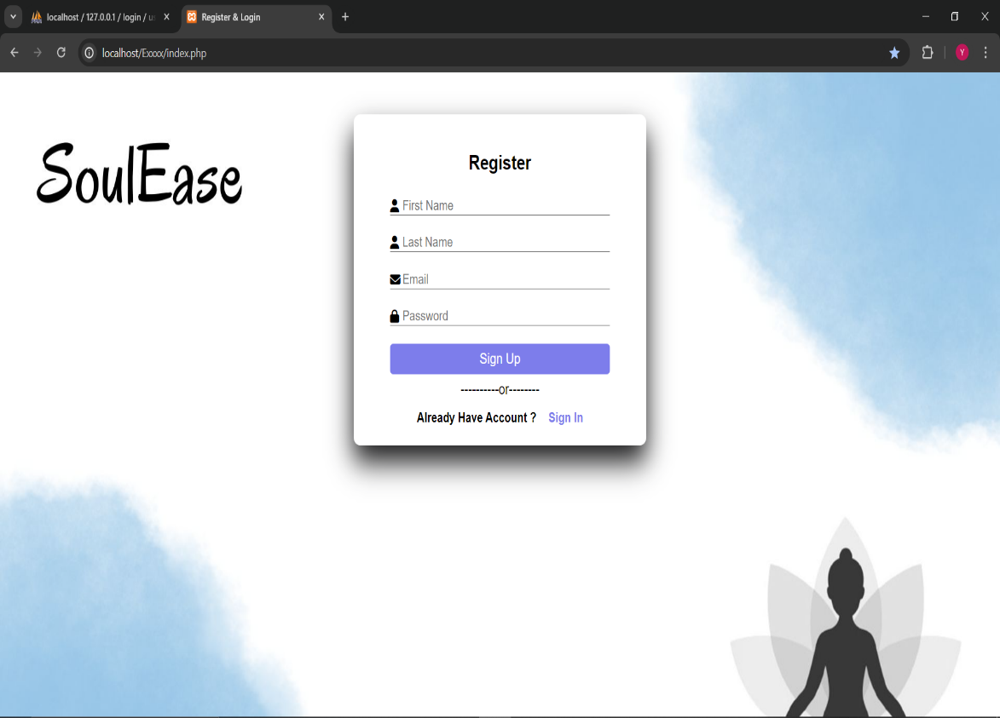 localhost / 127.0.0.1 / login / us
Register & Login
localhost/Exxxx/index.php
Y
SoulEase
Register
First Name
Last Name
Email
Password
Sign Up
----------or--------
Already Have Account ? Sign In